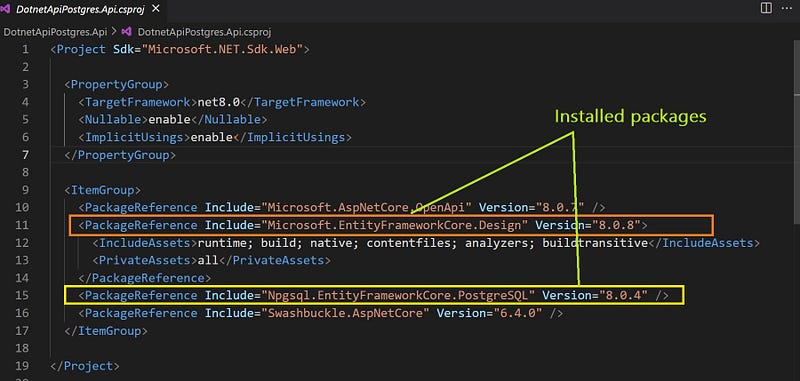 DotnetApiPostgres.Api.csproj
DotnetApiPostgres.Api > DotnetApiPostgres.Api.csproj
1 <Project Sdk="Microsoft.NET.Sdk.Web">
2
3 <PropertyGroup>
4 <TargetFramework>net8.0</TargetFramework>
5 <Nullable>enable</Nullable>
Installed packages
6 <ImplicitUsings>enable</ImplicitUsings>
7 </PropertyGroup>
8
9 <ItemGroup>
10 <PackageReference Include="Microsoft.AspNetCore.OpenApi" Version="8.0.7" />
11 <PackageReference Include="Microsoft.EntityFrameworkCore.Design" Version="8.0.8">
12 <IncludeAssets>runtime; build; native; contentfiles; analyzers; buildtransitive</IncludeAssets>
13 <PrivateAssets>all</PrivateAssets>
14 </PackageReference>
15 <PackageReference Include="Npgsql.EntityFrameworkCore.PostgreSQL" Version="8.0.4" />
16 <PackageReference Include="Swashbuckle.AspNetCore" Version="6.4.0" />
17 </ItemGroup>
18
19 </Project>